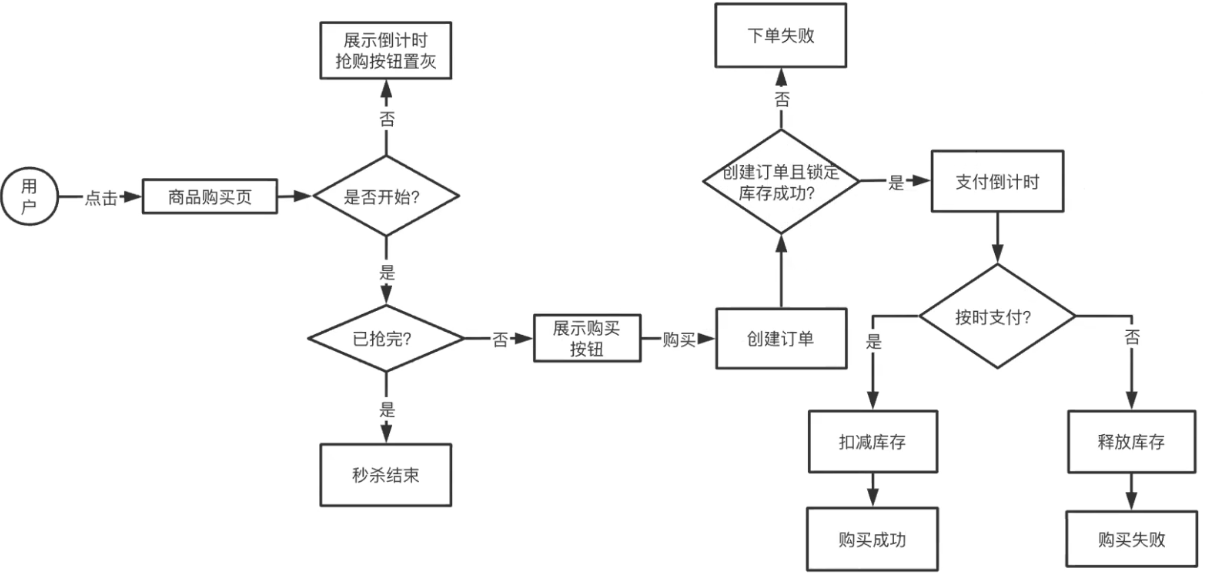 用
户
点击
商品购买页
是否开始?
否
展示倒计时
抢购按钮置灰
是
已抢完?
是
秒杀结束
否
展示购买
按钮
购买
创建订单
创建订单且锁定
库存成功?
否
下单失败
是
支付倒计时
按时支付?
是
扣减库存
购买成功
否
释放库存
购买失败